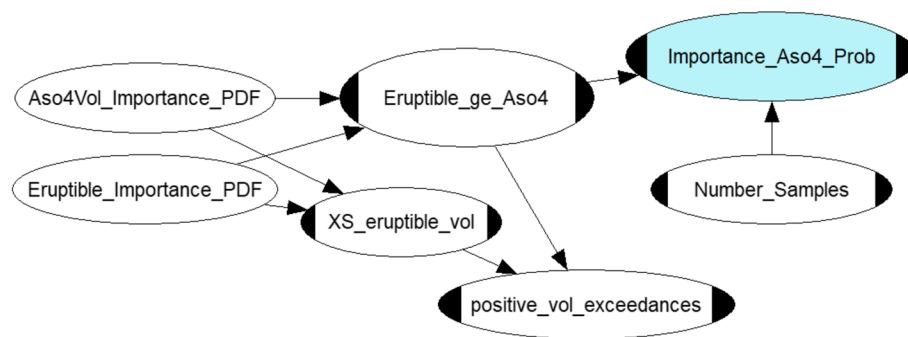 Importance_Aso4_Prob
Aso4Vol_Importance_PDF
Eruptible_ge_Aso4
Eruptible_Importance_PDF
Number_Samples
XS_eruptible_vol
positive_vol_exceedances